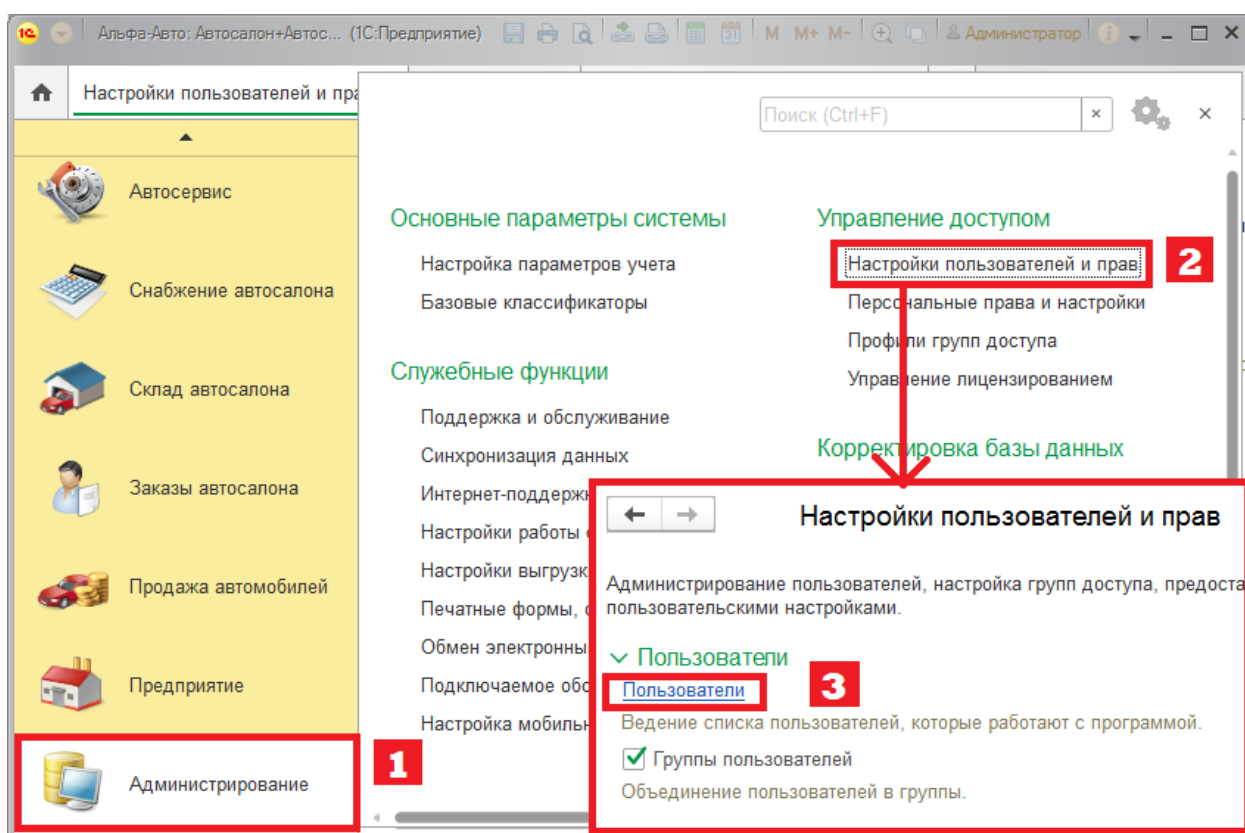 Альфа-Авто: Автосалон+Автос... (1С:Предприятие)
M M+ M-
Администратор
Настройки пользователей и пра
Поиск (Ctrl+F)
Автосервис
Снабжение автосалона
Склад автосалона
Заказы автосалона
Продажа автомобилей
Предприятие
Администрирование
1
Основные параметры системы
Настройка параметров учета
Базовые классификаторы
Служебные функции
Поддержка и обслуживание
Синхронизация данных
Интернет-поддержк
Настройки работы
Настройки выгрузк
Печатные формы,
Обмен электронны
Подключаемое обо
Настройка мобильн
Управление доступом
Настройки пользователей и прав
2
Персональные права и настройки
Профили групп доступа
Управление лицензированием
Корректировка базы данных
Настройки пользователей и прав
Администрирование пользователей, настройка групп доступа, предоста
пользовательскими настройками.
Пользователи
Пользователи
3
Ведение списка пользователей, которые работают с программой.
Группы пользователей
Объединение пользователей в группы.